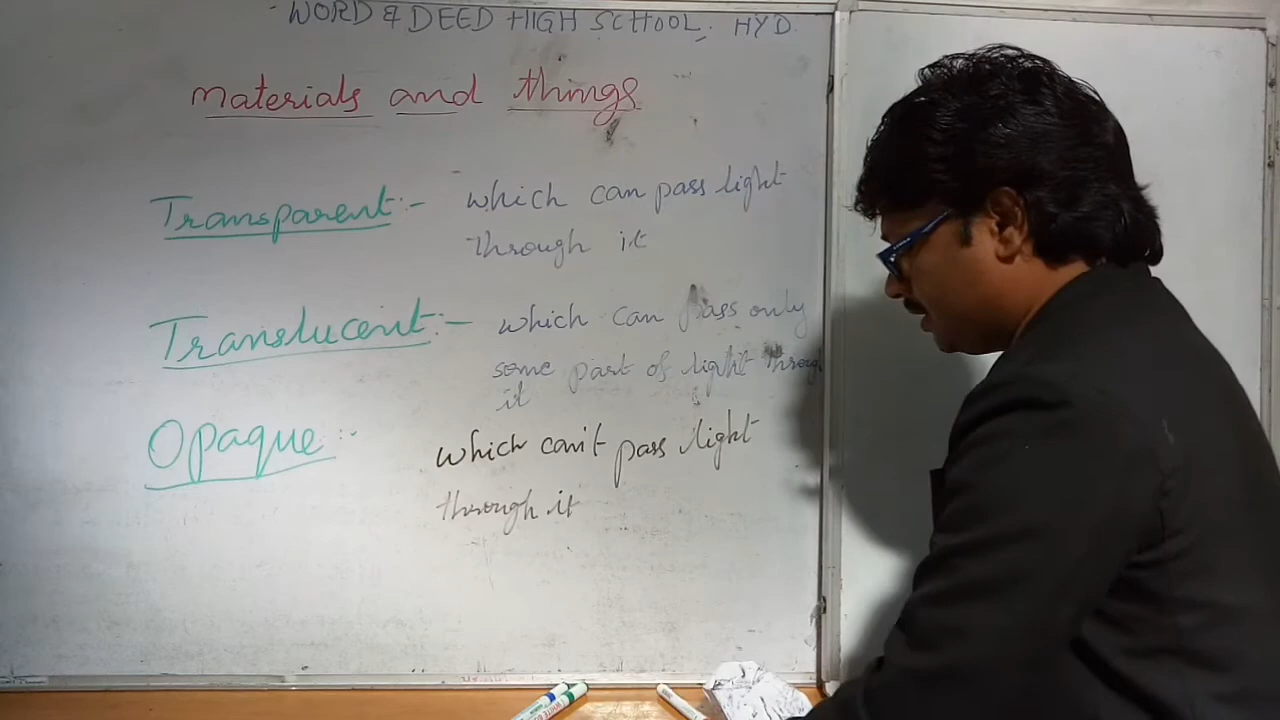 WORD & DEED HIGH SCHOOL, HYD.
materials and things
Transparent:- which can pass light
through it
Translucent:- which can pass only
some part of light through
it
Opaque:- which can't pass light
through it